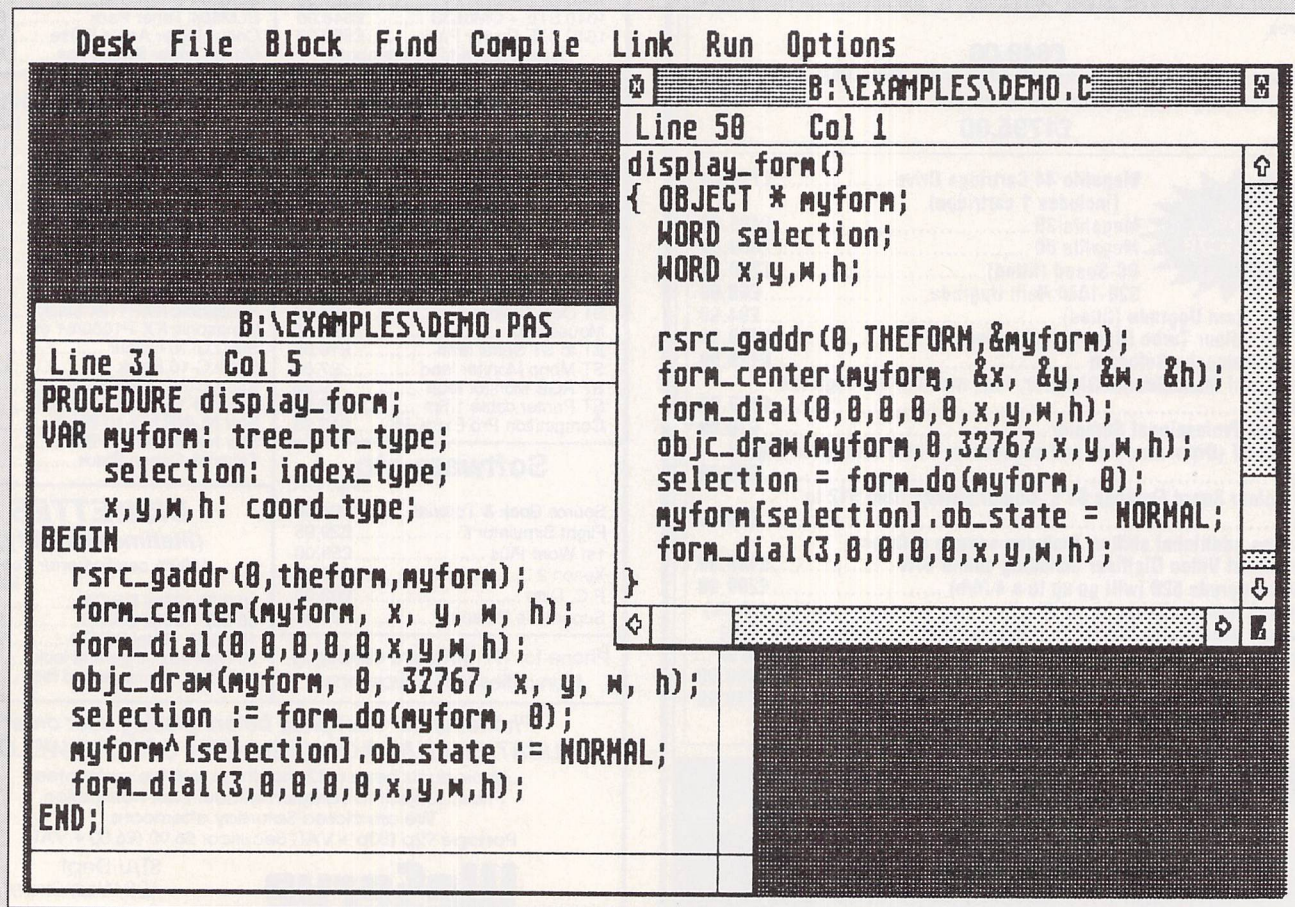 Desk File Block Find Compile Link Run Options
B:\EXAMPLES\DEMO.C
Line 50 Col 1
display_form()
{ OBJECT * myform;
WORD selection;
WORD x,y,w,h;
rsrc_gaddr(0,THEFORM,&myform);
form_center(myform, &x, &y, &w, &h);
form_dial(0,0,0,0,0,x,y,w,h);
objc_draw(myform,0,32767,x,y,w,h);
selection = form_do(myform, 0);
myform[selection].ob_state = NORMAL;
form_dial(3,0,0,0,0,x,y,w,h);
}
B:\EXAMPLES\DEMO.PAS
Line 31 Col 5
PROCEDURE display_form;
VAR myform: tree_ptr_type;
selection: index_type;
x,y,w,h: coord_type;
BEGIN
rsrc_gaddr(0,theform,myform);
form_center(myform, x, y, w, h);
form_dial(0,0,0,0,0,x,y,w,h);
objc_draw(myform, 0, 32767, x, y, w, h);
selection := form_do(myform, 0);
myform^[selection].ob_state := NORMAL;
form_dial(3,0,0,0,0,x,y,w,h);
END;